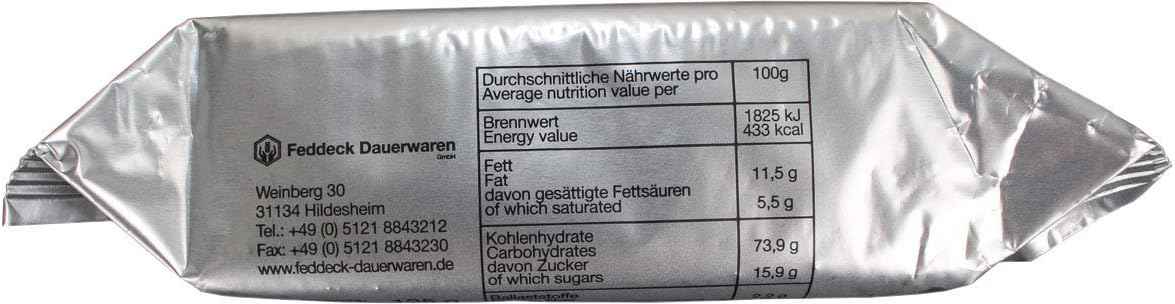 Feddeck Dauerwaren
GmbH
Weinberg 30
31134 Hildesheim
Tel.: +49 (0) 5121 8843212
Fax: +49 (0) 5121 8843230
www.feddeck-dauerwaren.de
Durchschnittliche Nährwerte pro 100g
Average nutrition value per
Brennwert 1825 kJ
Energy value 433 kcal
Fett
Fat 11,5 g
davon gesättigte Fettsäuren
of which saturated 5,5 g
Kohlenhydrate
Carbohydrates 73,9 g
davon Zucker
of which sugars 15,9 g
Ballaststoffe